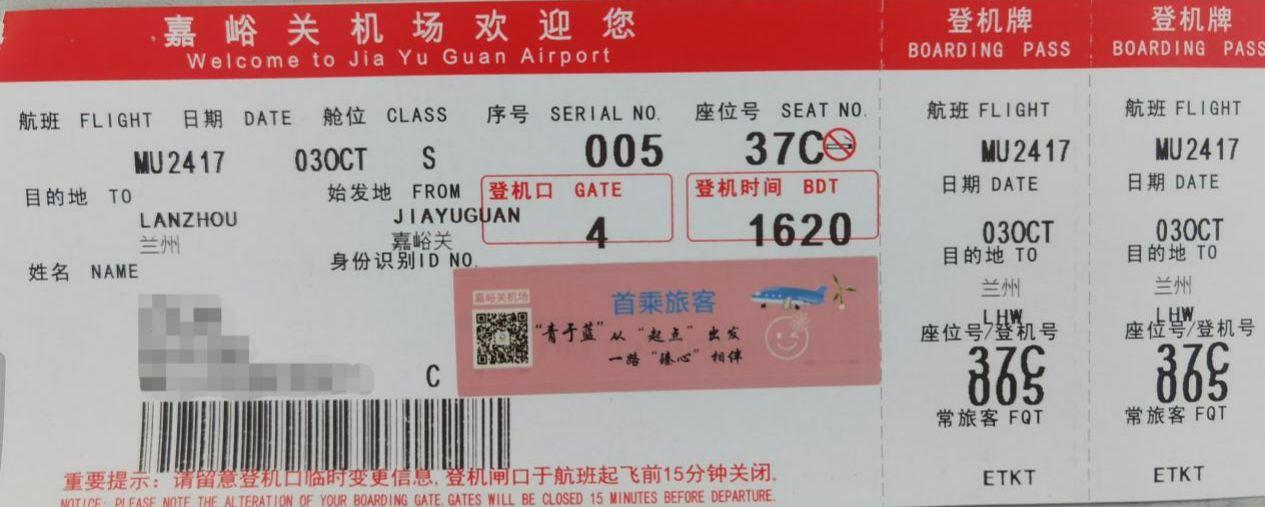 嘉峪关机场欢迎您
Welcome to Jia Yu Guan Airport
航班 FLIGHT 日期 DATE 舱位 CLASS 序号 SERIAL NO. 座位号 SEAT NO.
MU2417 03OCT S 005 37C
目的地 TO 始发地 FROM 登机口 GATE 登机时间 BDT
LANZHOU JIAYUGUAN 4 1620
兰州 嘉峪关
姓名 NAME 身份识别ID NO.
嘉峪关机场
首乘旅客
“青于蓝”从“起点”出发
一路“臻心”相伴
C
重要提示：请留意登机口临时变更信息,登机闸口于航班起飞前15分钟关闭.
NOTICE: PLEASE NOTE THE ALTERATION OF YOUR BOARDING GATE.GATES WILL BE CLOSED 15 MINUTES BEFORE DEPARTURE.
登机牌
BOARDING PASS
航班 FLIGHT
MU2417
日期 DATE
03OCT
目的地 TO
兰州
LHW
座位号/登机号
37C
005
常旅客 FQT
ETKT
登机牌
BOARDING PASS
航班 FLIGHT
MU2417
日期 DATE
03OCT
目的地 TO
兰州
LHW
座位号/登机号
37C
005
常旅客 FQT
ETKT